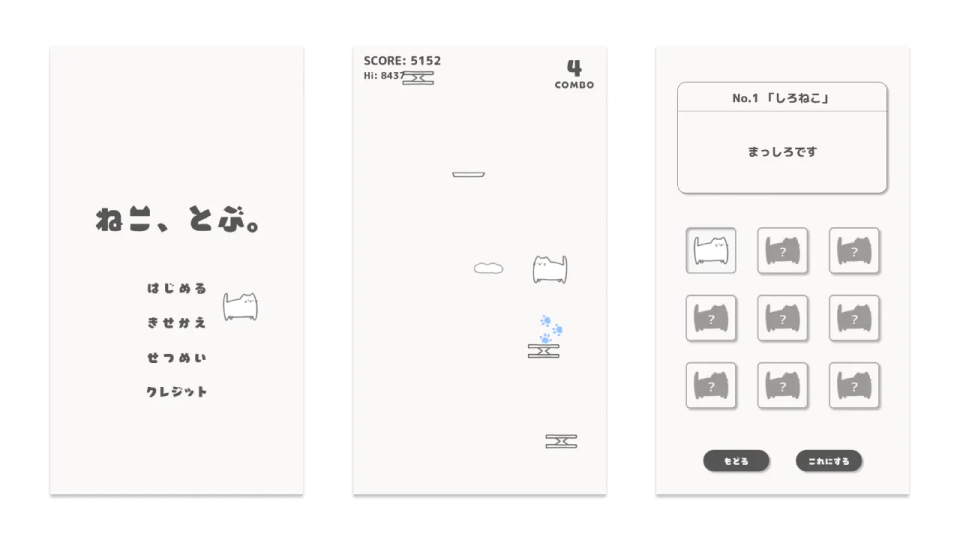 ねこ、とぶ。
はじめる
きせかえ
せつめい
クレジット
SCORE: 5152
Hi: 8437
4
COMBO
No.1 「しろねこ」
まっしろです
? ?
? ? ?
? ? ?
もどる
これにする